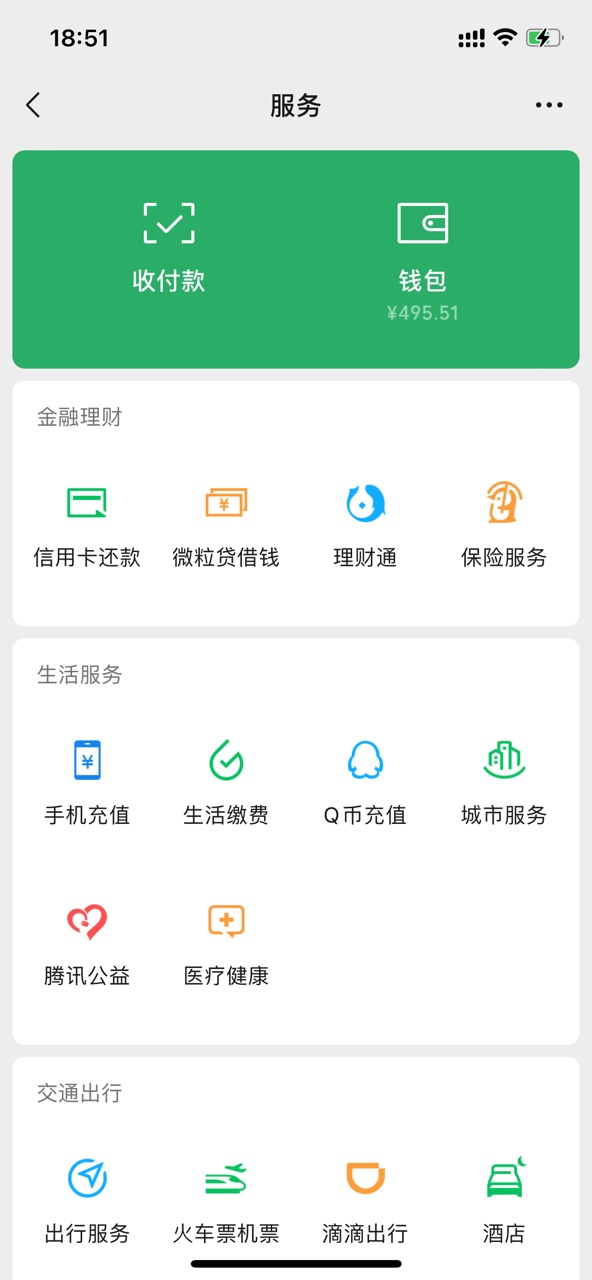 18:51
服务
收付款 钱包
¥495.51
金融理财
信用卡还款 微粒贷借钱 理财通 保险服务
生活服务
手机充值 生活缴费 Q币充值 城市服务
腾讯公益 医疗健康
交通出行
出行服务 火车票机票 滴滴出行 酒店